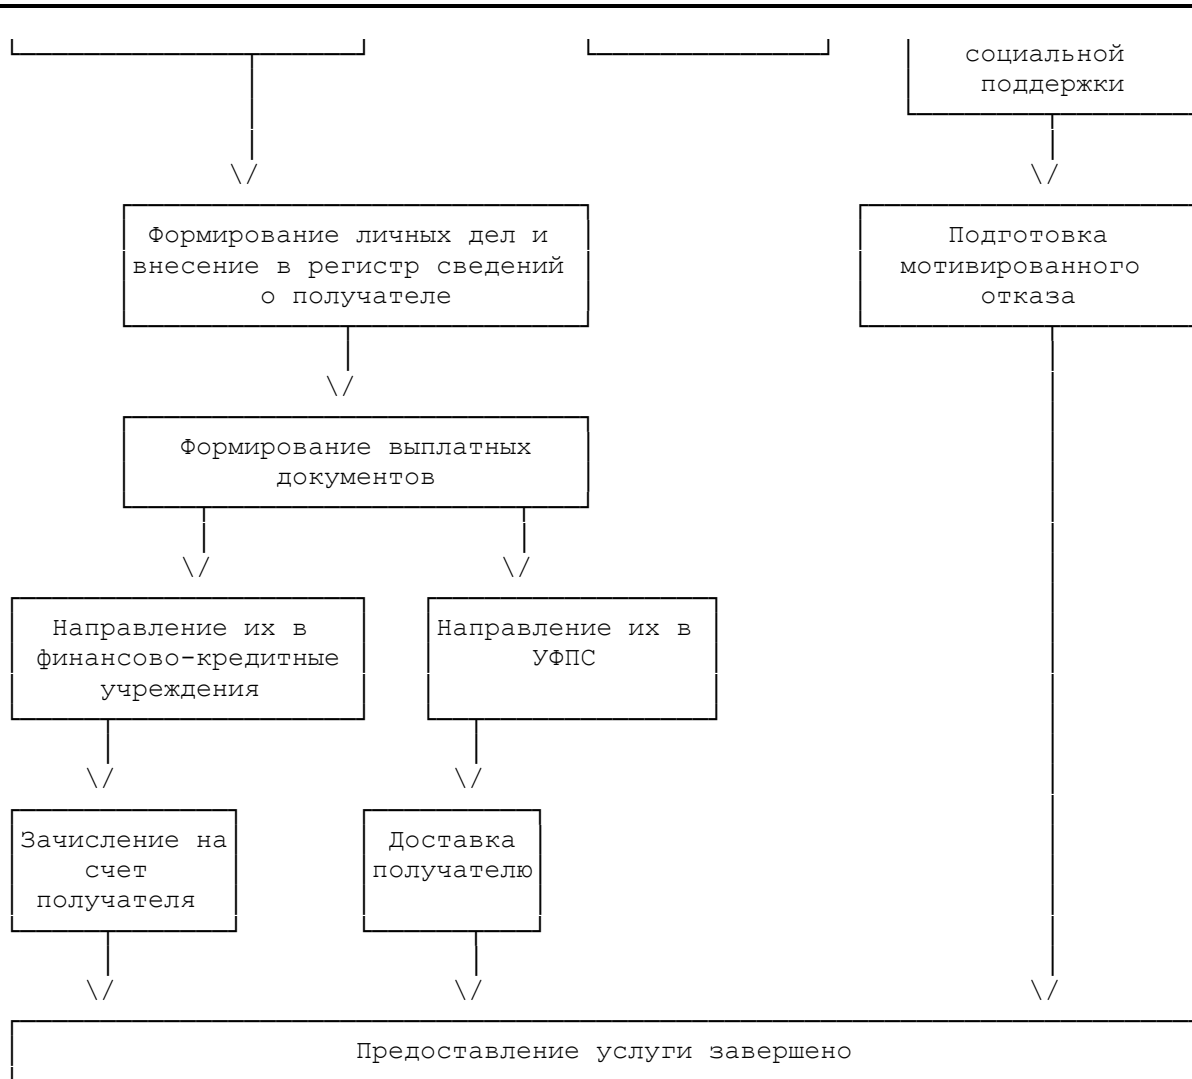 социальной
поддержки
Формирование личных дел и
внесение в регистр сведений
о получателе
Подготовка
мотивированного
отказа
Формирование выплатных
документов
Направление их в
финансово-кредитные
учреждения
Направление их в
УФПС
Зачисление на
счет
получателя
Доставка
получателю
Предоставление услуги завершено